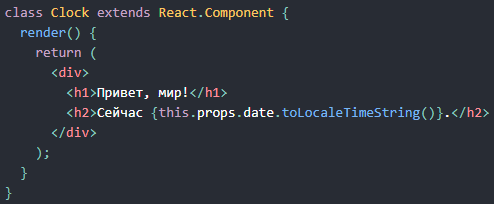 class Clock extends React.Component {
  render() {
    return (
      <div>
        <h1>Привет, мир!</h1>
        <h2>Сейчас {this.props.date.toLocaleTimeString()}.</h2>
      </div>
    );
  }
}